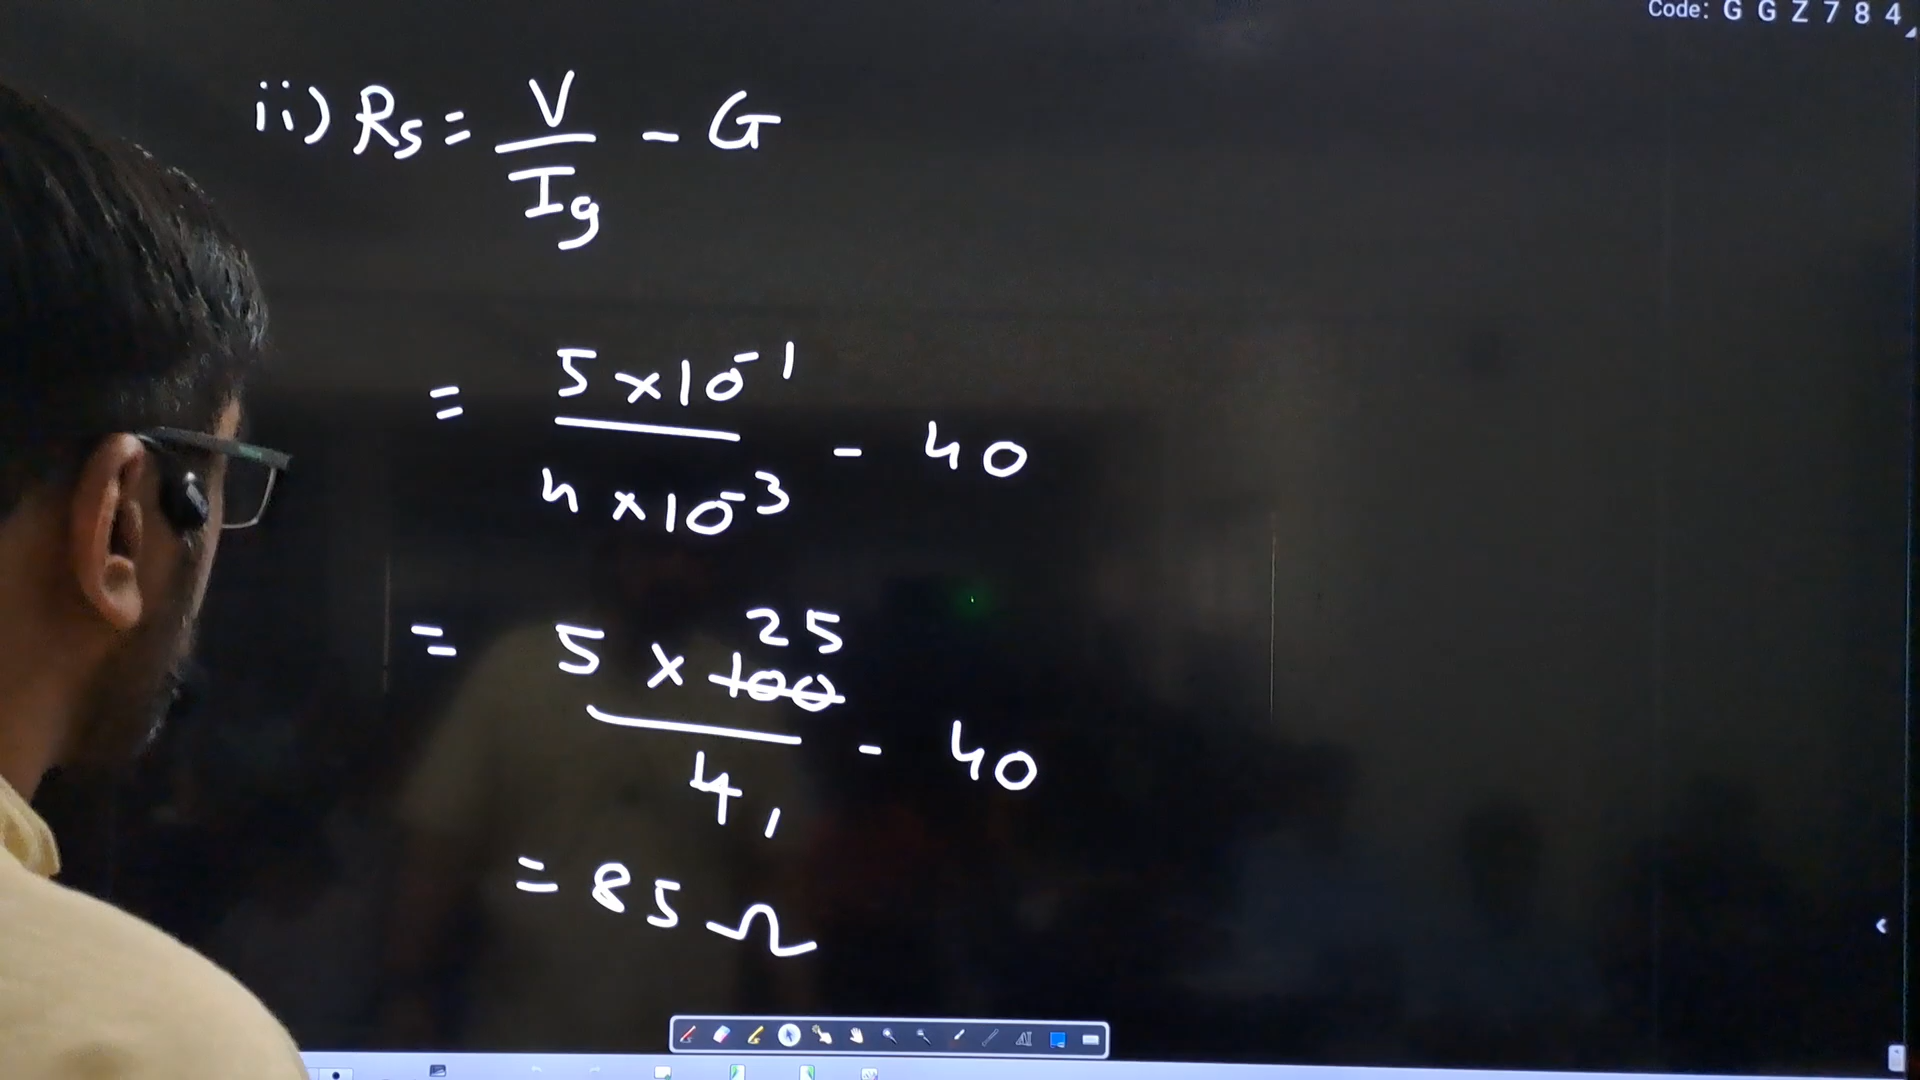 Code: G G Z 7 8 4
ii) Rs = V / Ig - G
= 5 x 10^-1 / 4 x 10^-3 - 40
= 5 x 100 25 / 4 1 - 40
= 85 Ω